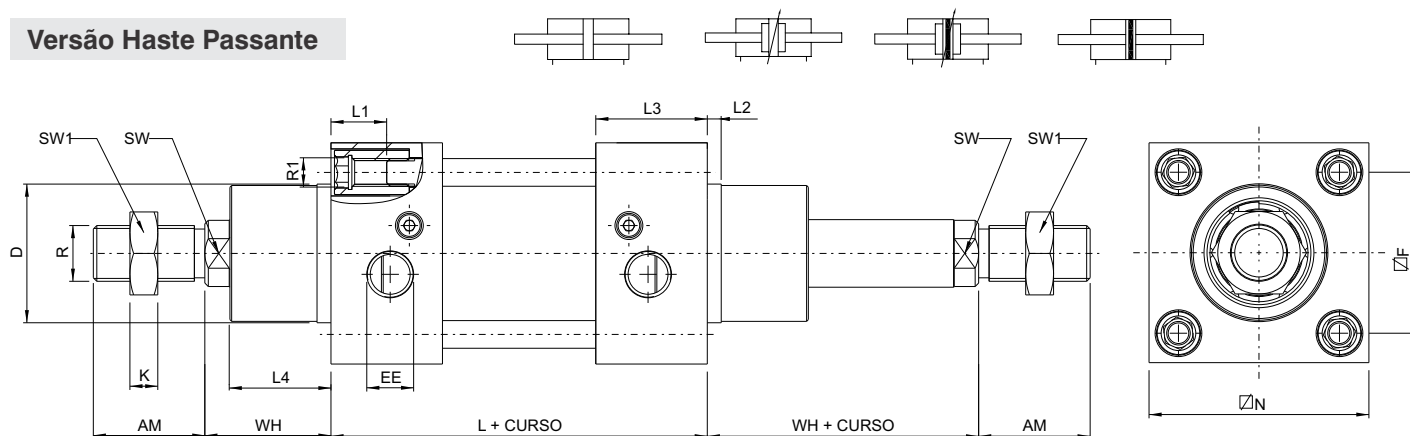 Versão Haste Passante
L1
L3
L2
SW1
SW
SW
SW1
R1
D
R
F
K
L4
EE
N
AM
WH
L + CURSO
WH + CURSO
AM